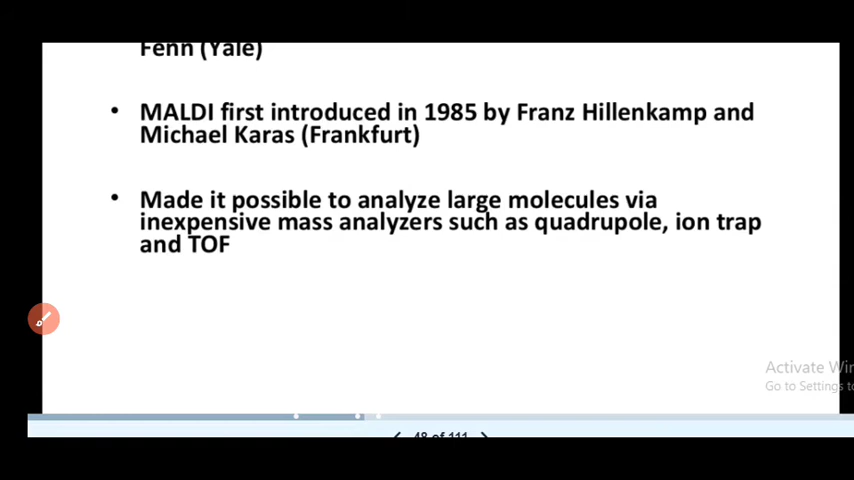 Fenn (Yale)
• MALDI first introduced in 1985 by Franz Hillenkamp and
Michael Karas (Frankfurt)
• Made it possible to analyze large molecules via
inexpensive mass analyzers such as quadrupole, ion trap
and TOF
Activate Win
Go to Settings to
48 of 111